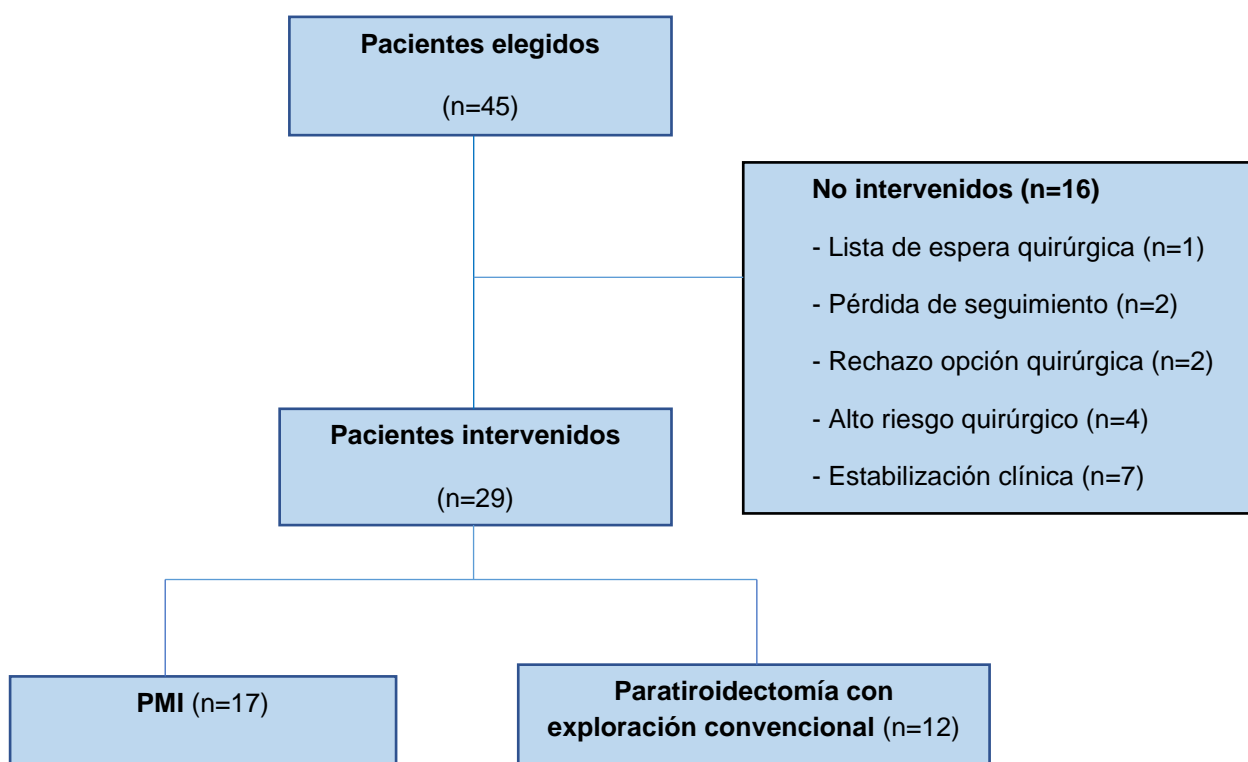 Pacientes elegidos
(n=45)
No intervenidos (n=16)
- Lista de espera quirúrgica (n=1)
- Pérdida de seguimiento (n=2)
- Rechazo opción quirúrgica (n=2)
- Alto riesgo quirúrgico (n=4)
- Estabilización clínica (n=7)
Pacientes intervenidos
(n=29)
PMI (n=17)
Paratiroidectomía con
exploración convencional (n=12)